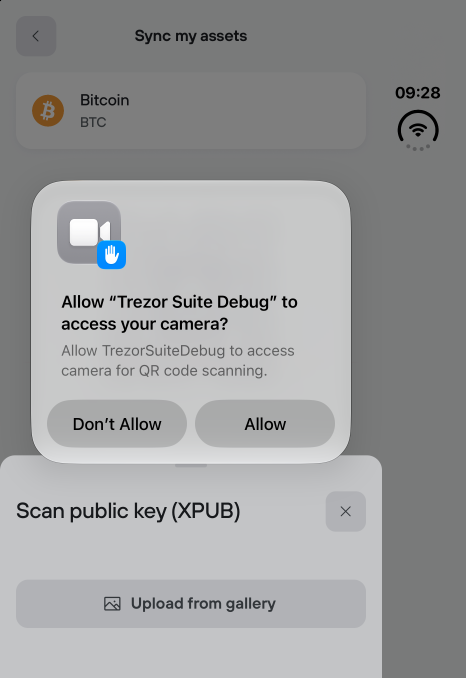 Sync my assets
Bitcoin
BTC
09:28
Allow “Trezor Suite Debug” to
access your camera?
Allow TrezorSuiteDebug to access
camera for QR code scanning.
Don’t Allow
Allow
Scan public key (XPUB)
Upload from gallery